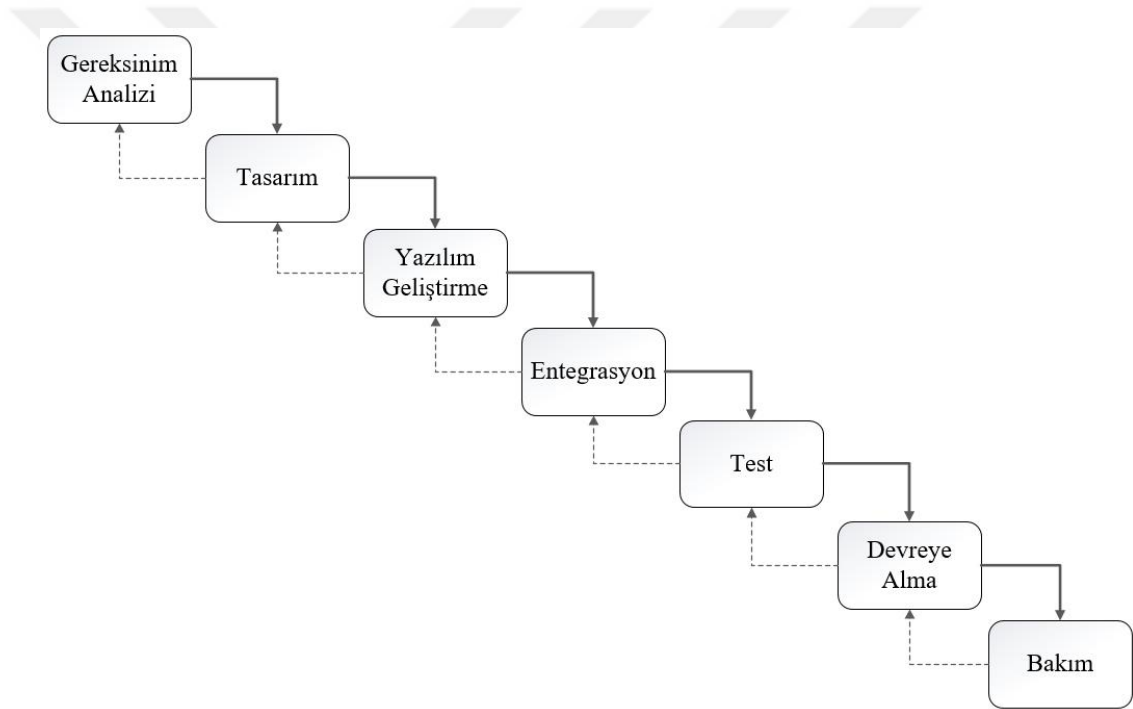 Gereksinim
Analizi
Tasarım
Yazılım
Geliştirme
Entegrasyon
Test
Devreye
Alma
Bakım